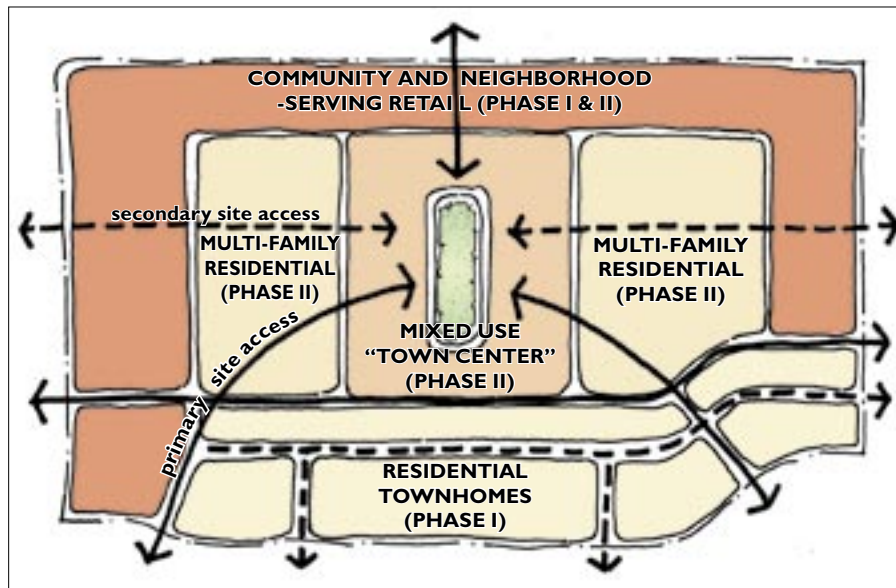 COMMUNITY AND NEIGHBORHOOD
-SERVING RETAIL (PHASE I & II)
secondary site access
MULTI-FAMILY
RESIDENTIAL
(PHASE II)
MULTI-FAMILY
RESIDENTIAL
(PHASE II)
primary site access
MIXED USE
“TOWN CENTER”
(PHASE II)
RESIDENTIAL
TOWNHOMES
(PHASE I)